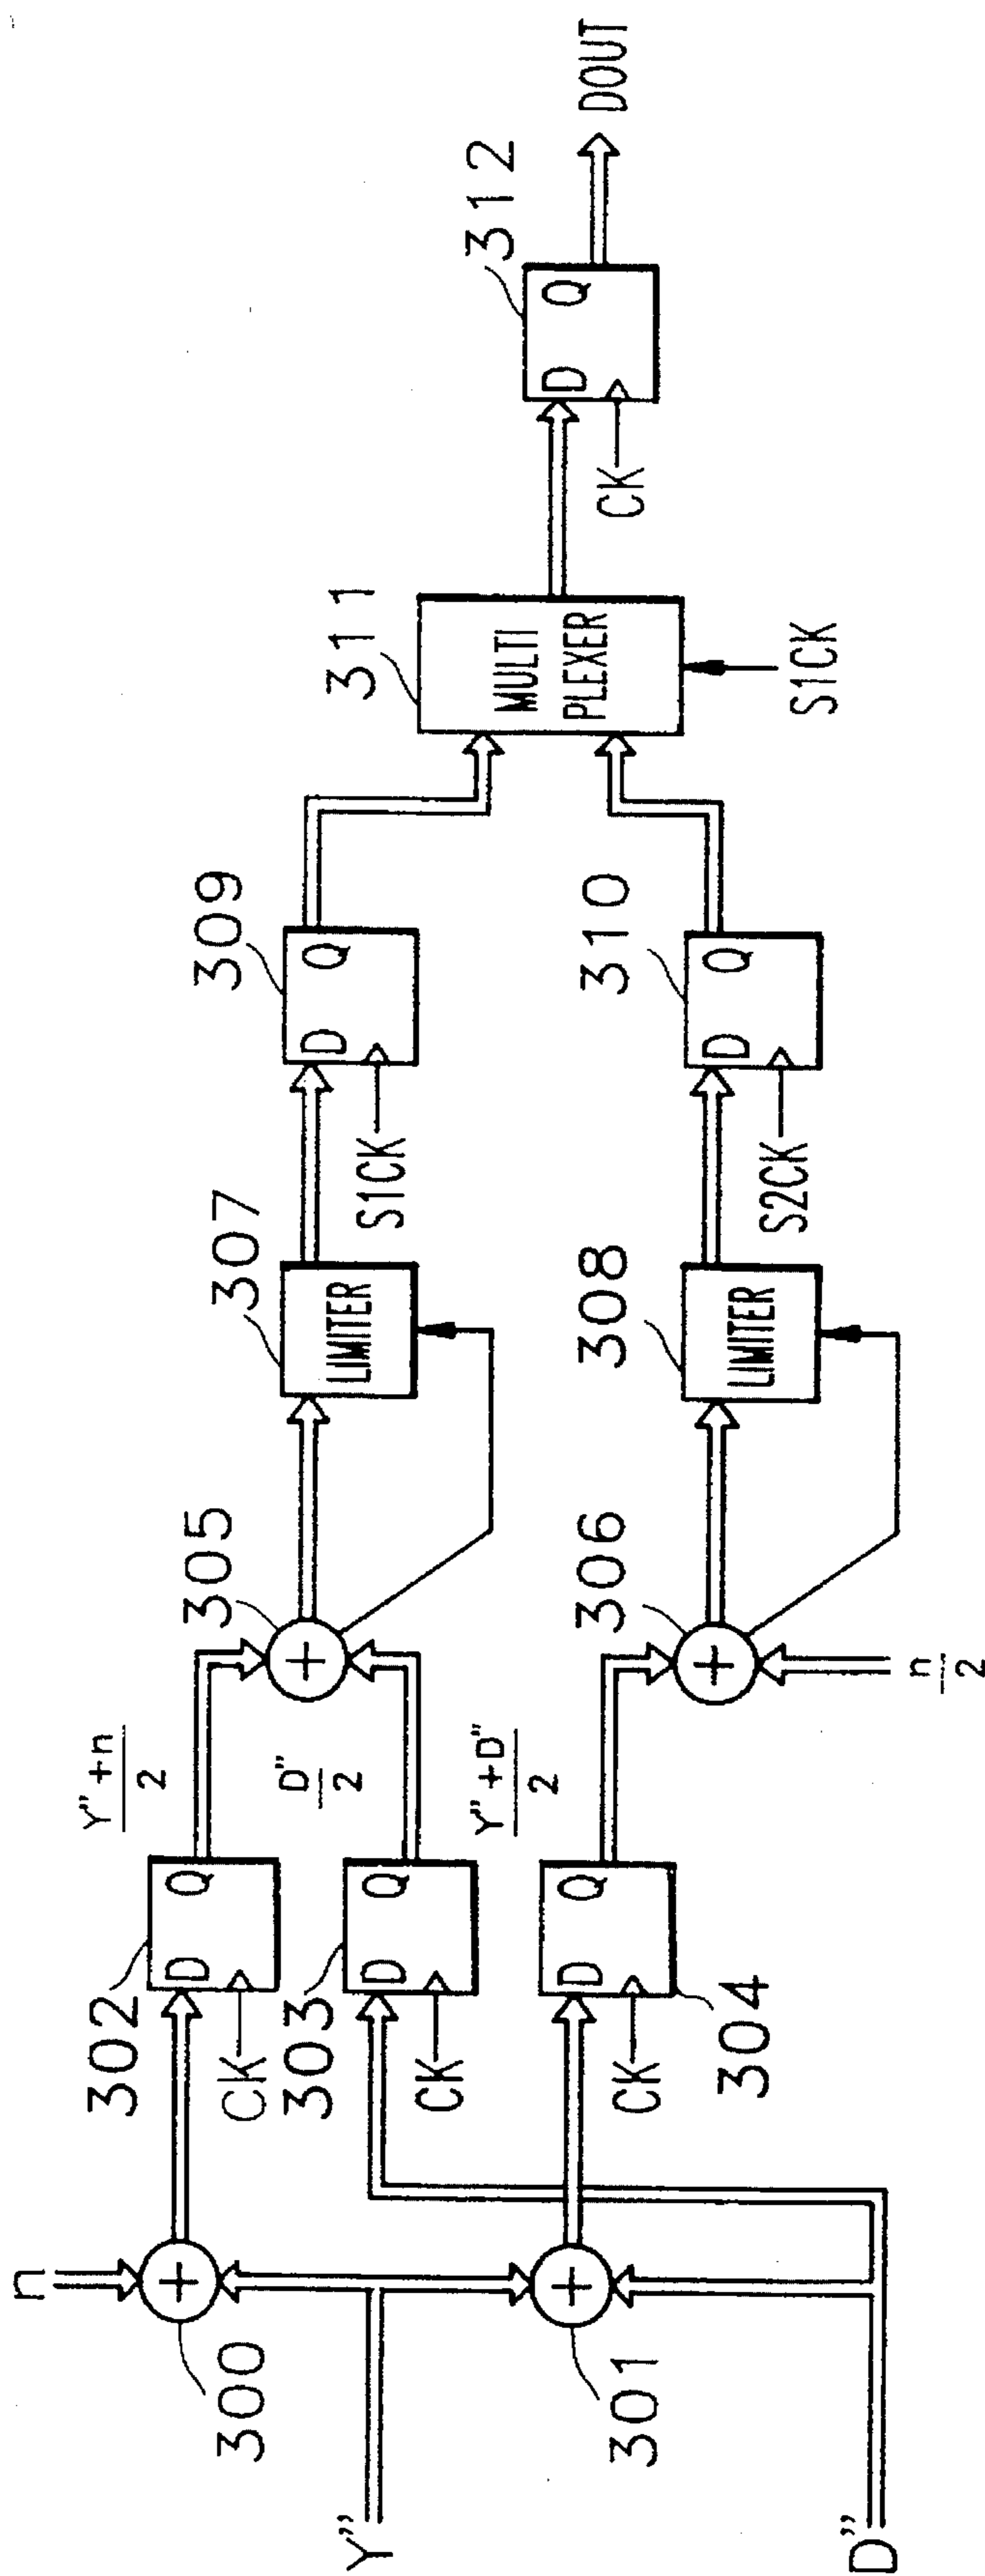 n
300
Y"
301
D"
302
D Q
CK
303
D Q
CK
304
D Q
CK
Y"+n
2
D"
2
Y"+D"
2
305
306
n
2
307
LIMITER
308
LIMITER
309
D Q
S1CK
310
D Q
S2CK
311
MULTI
PLEXER
S1CK
312
D Q
CK
DOUT